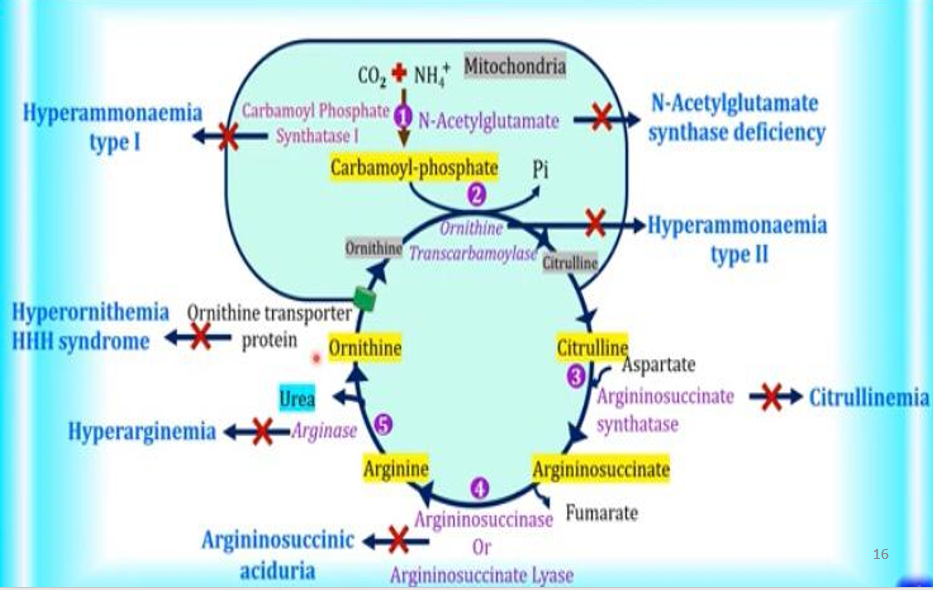 CO₂ + NH₄⁺ Mitochondria
Hyperammonaemia
type I
Carbamoyl Phosphate
Synthatase I
1
N-Acetylglutamate
N-Acetylglutamate
synthase deficiency
Carbamoyl-phosphate
Pi
2
Ornithine
Transcarbamoylase
Hyperammonaemia
type II
Ornithine
Citrulline
Hyperornithemia
HHH syndrome
Ornithine transporter
protein
Ornithine
Citrulline
3
Aspartate
Argininosuccinate
synthatase
Citrullinemia
Urea
Hyperarginemia
Arginase
5
Arginine
Argininosuccinate
4
Fumarate
Argininosuccinase
Or
Argininosuccinate Lyase
Argininosuccinic
aciduria
16